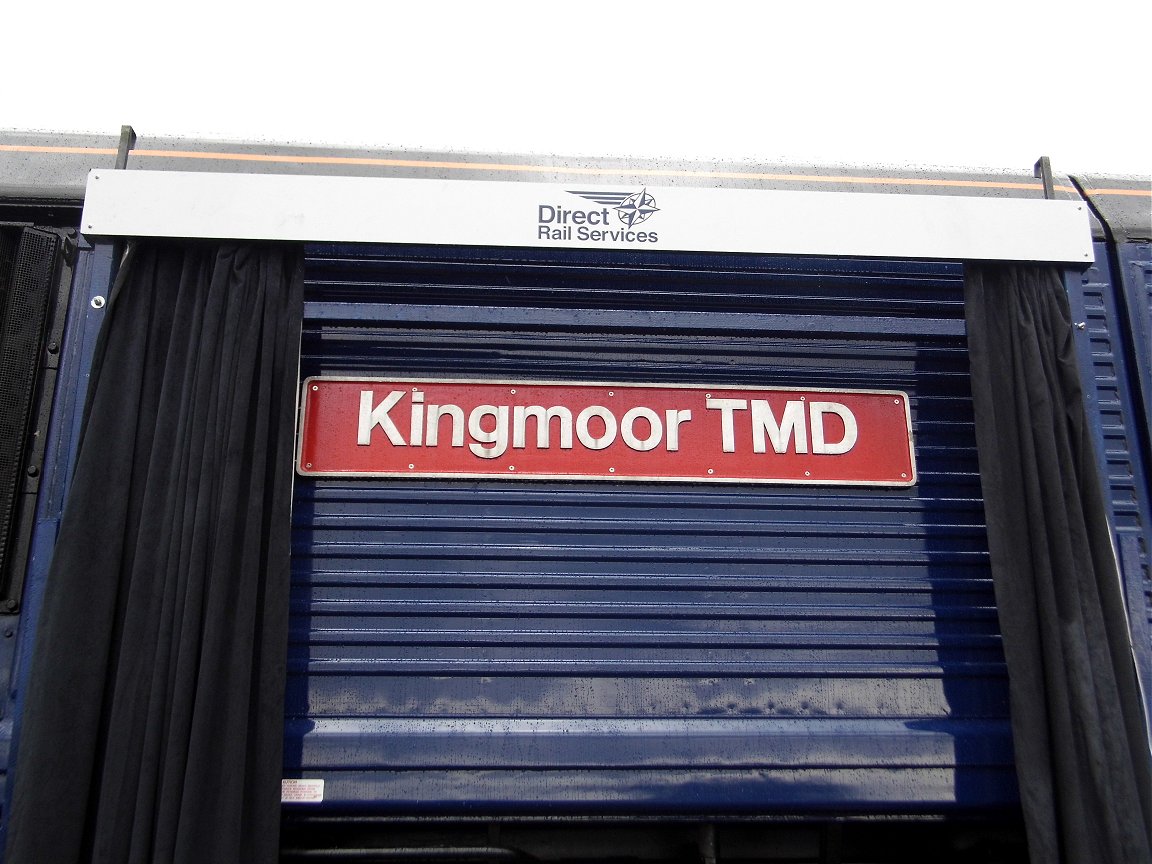 Direct
Rail Services
Kingmoor TMD